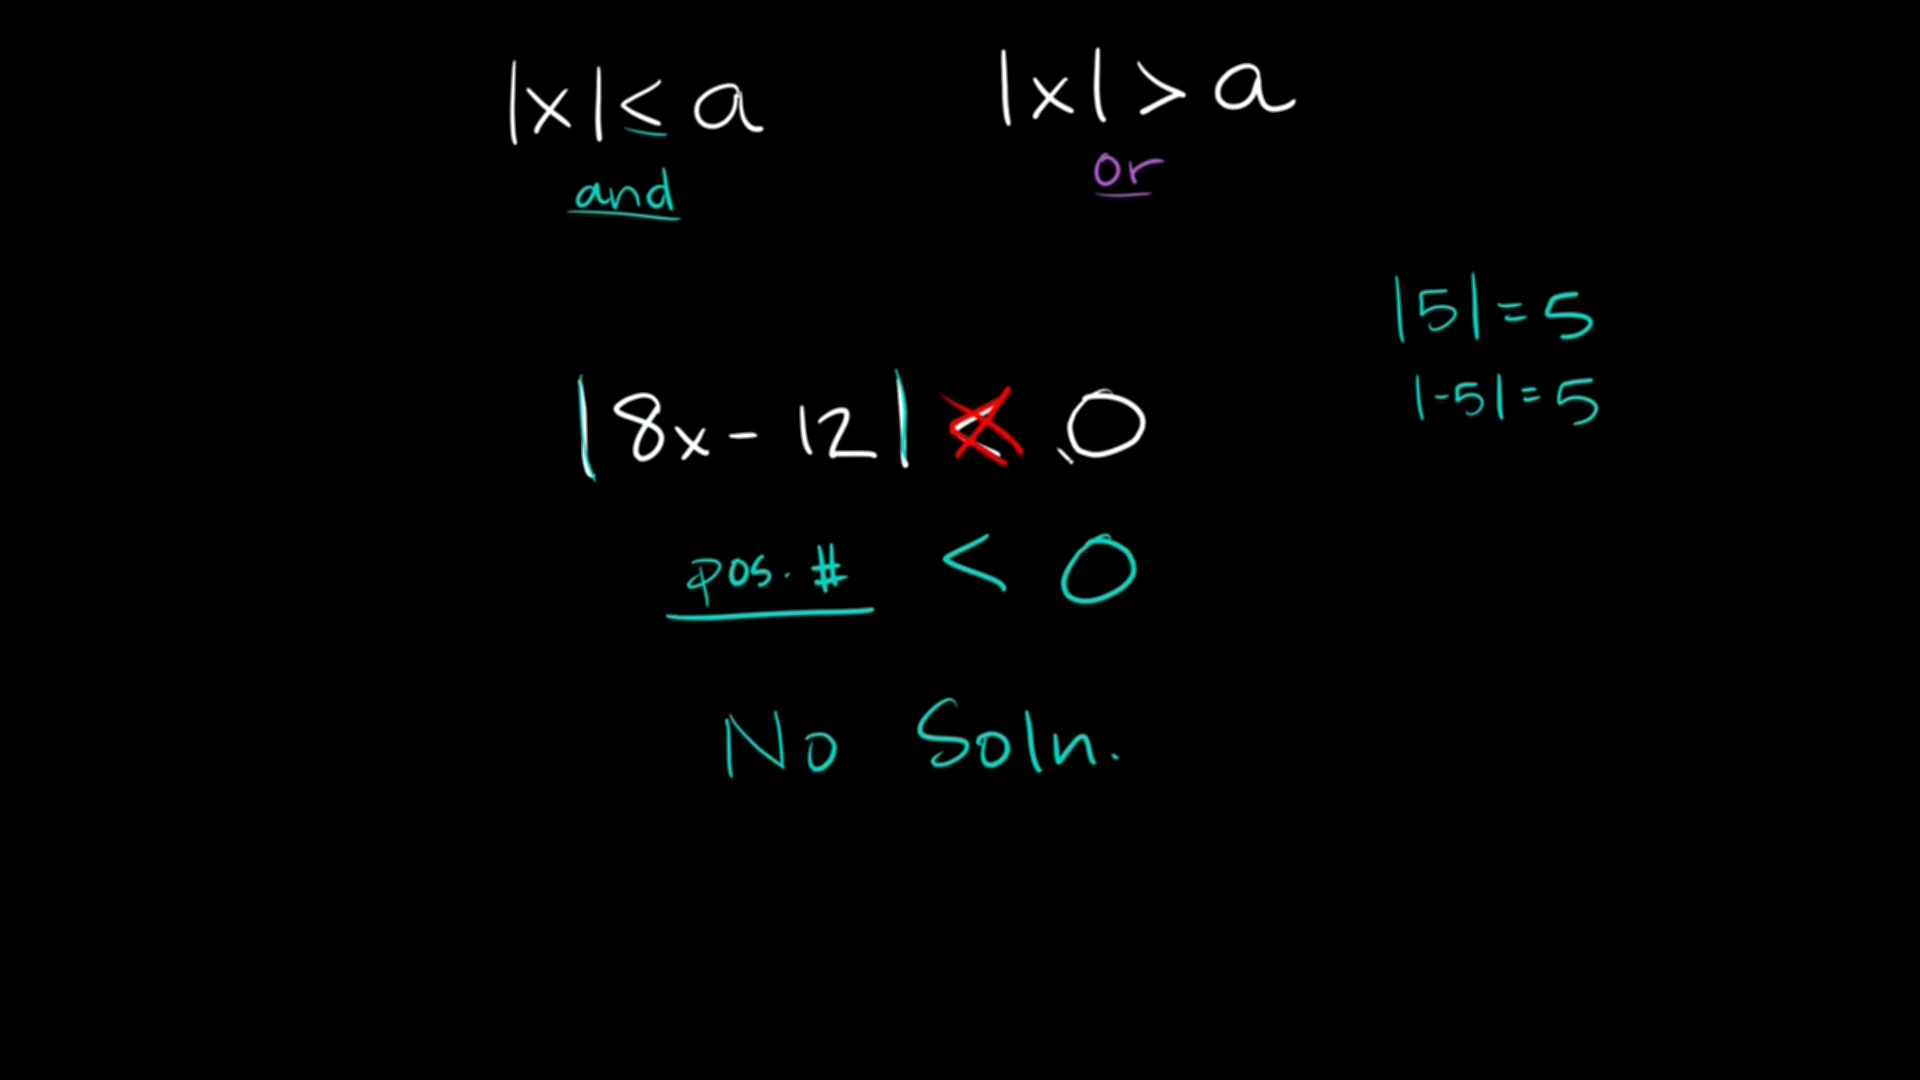 |x| < a
|x| > a
and
or
|5| = 5
|-5| = 5
|8x - 12| < 0
pos. # < 0
No Soln.